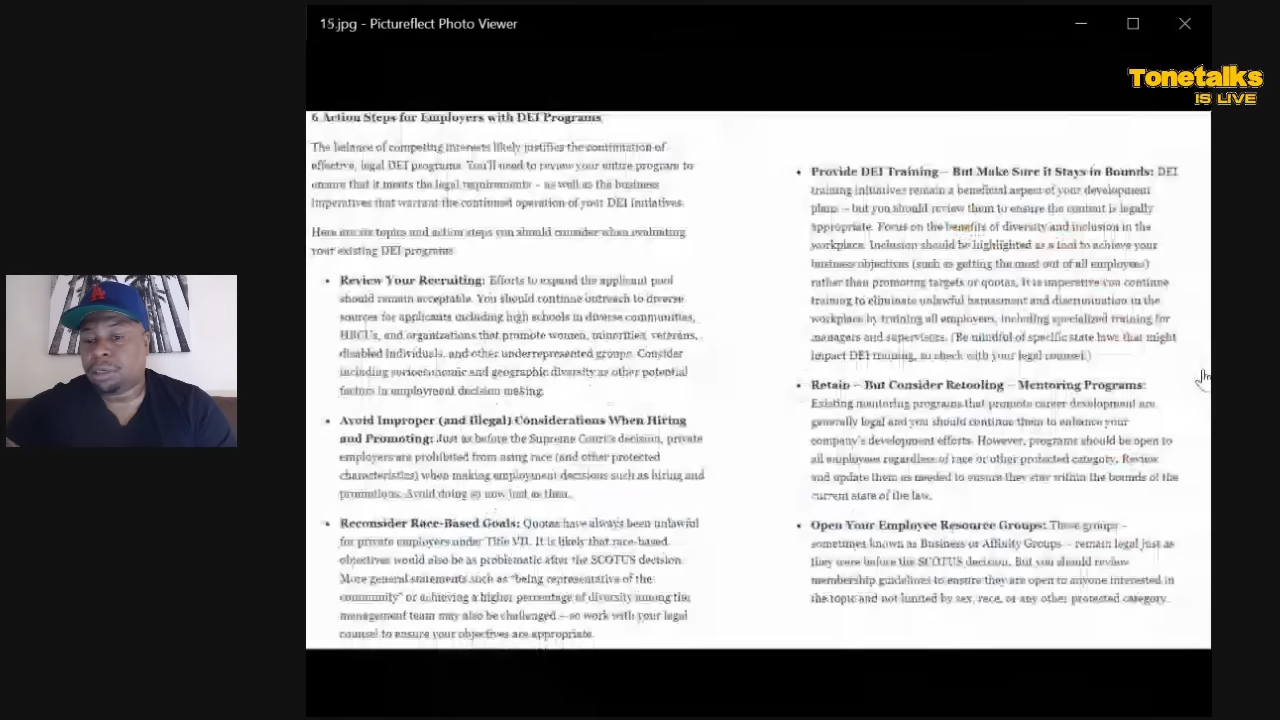 15.jpg - Pictureflect Photo Viewer
Tonetalks
IS LIVE
6 Action Steps for Employers with DEI Programs
The balance of competing interests likely justifies the continuation of
effective, legal DEI programs. You'll need to review your entire program to
ensure that it meets the legal requirements – as well as the business
imperatives that warrant the continued operation of your DEI initiatives.
Here are six topics and action steps you should consider when evaluating
your existing DEI programs
• Review Your Recruiting: Efforts to expand the applicant pool
should remain acceptable. You should continue outreach to diverse
sources for applicants including high schools in diverse communities,
HBCUs, and organizations that promote women, minorities, veterans,
disabled individuals, and other underrepresented groups. Consider
including socioeconomic and geographic diversity as other potential
factors in employment decision making.
• Avoid Improper (and Illegal) Considerations When Hiring
and Promoting: Just as before the Supreme Court's decision, private
employers are prohibited from using race (and other protected
characteristics) when making employment decisions such as hiring and
promotions. Avoid doing so now just as then.
• Reconsider Race-Based Goals: Quotas have always been unlawful
for private employers under Title VII. It is likely that race-based
objectives would also be as problematic after the SCOTUS decision.
More general statements such as "being representative of the
community" or achieving a higher percentage of diversity among the
management team may also be challenged – so work with your legal
counsel to ensure your objectives are appropriate.
• Provide DEI Training – But Make Sure it Stays in Bounds: DEI
training initiatives remain a beneficial aspect of your development
plans – but you should review them to ensure the content is legally
appropriate. Focus on the benefits of diversity and inclusion in the
workplace. Inclusion should be highlighted as a tool to achieve your
business objectives (such as getting the most out of all employees)
rather than promoting targets or quotas. It is imperative you continue
training to eliminate unlawful harassment and discrimination in the
workplace by training all employees, including specialized training for
managers and supervisors. (Be mindful of specific state laws that might
impact DEI training, so check with your legal counsel.)
• Retain – But Consider Retooling – Mentoring Programs:
Existing mentoring programs that promote career development are
generally legal and you should continue them to enhance your
company's development efforts. However, programs should be open to
all employees regardless of race or other protected category. Review
and update them as needed to ensure they stay within the bounds of the
current state of the law.
• Open Your Employee Resource Groups: These groups –
sometimes known as Business or Affinity Groups – remain legal just as
they were before the SCOTUS decision. But you should review
membership guidelines to ensure they are open to anyone interested in
the topic and not limited by sex, race, or any other protected category.